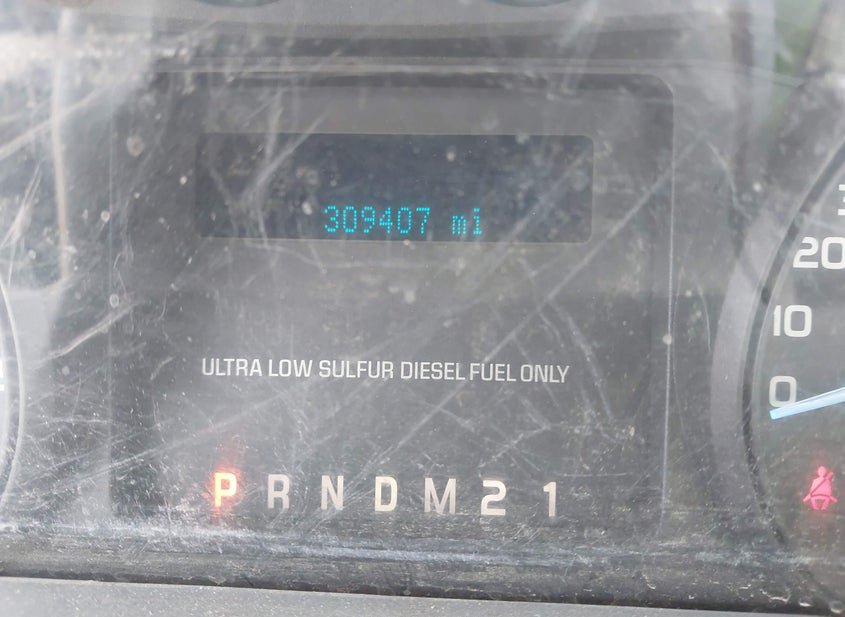 309407 mi
20
10
ULTRA LOW SULFUR DIESEL FUEL ONLY
0
P R N D M 2 1